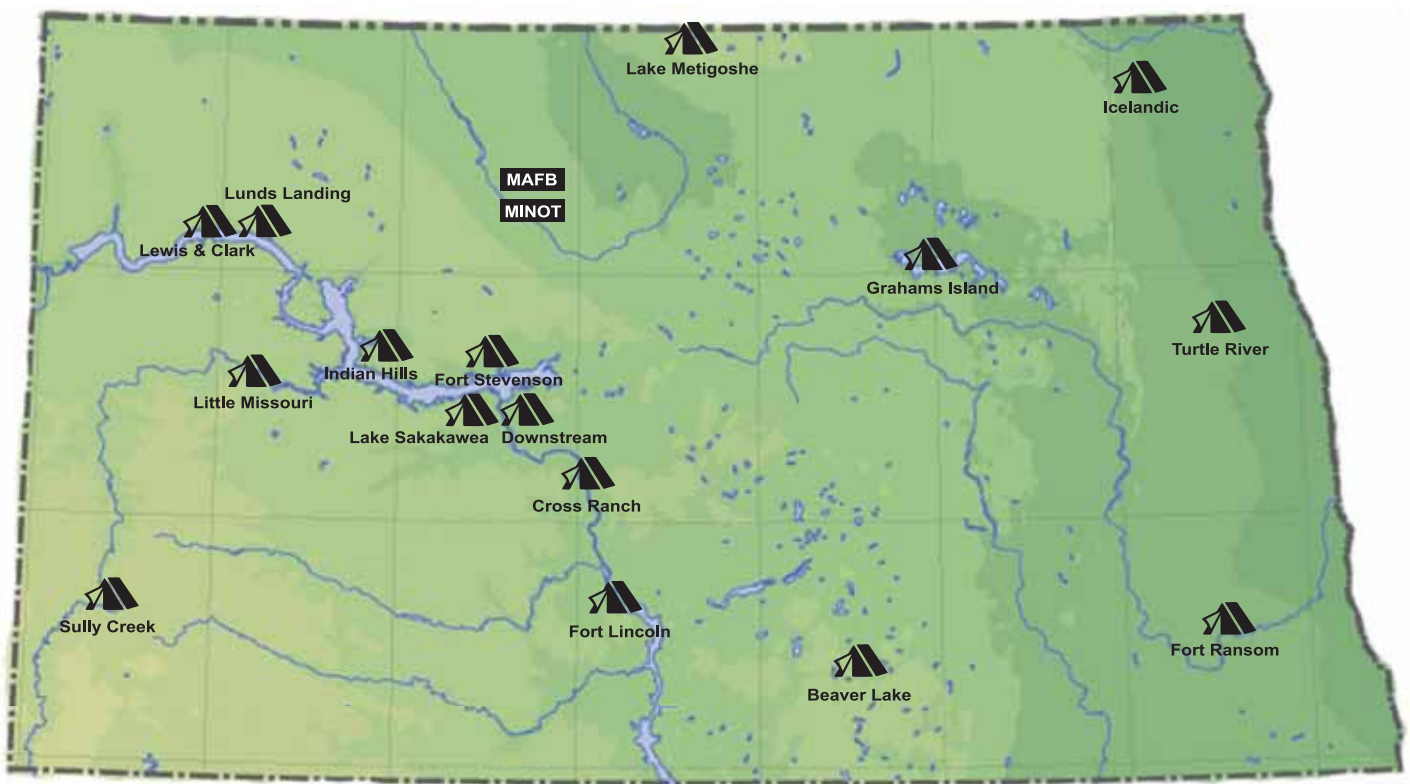 Lake Metigoshe
Icelandic
MAFB
Lunds Landing
MINOT
Lewis & Clark
Grahams Island
Turtle River
Indian Hills
Fort Stevenson
Little Missouri
Lake Sakakawea
Downstream
Cross Ranch
Sully Creek
Fort Lincoln
Fort Ransom
Beaver Lake